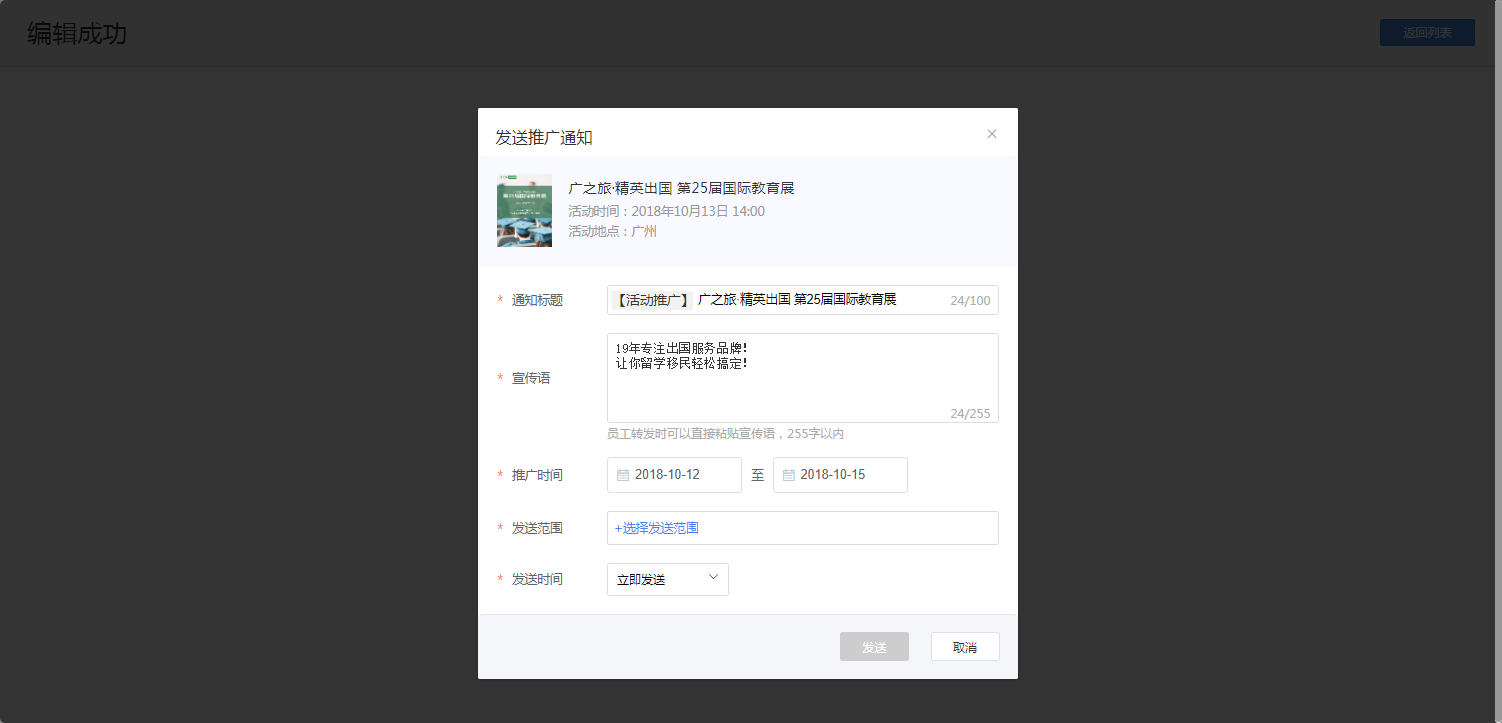 编辑成功
返回列表
发送推广通知
广之旅·精英出国 第25届国际教育展
活动时间：2018年10月13日 14:00
活动地点：广州
* 通知标题
【活动推广】 广之旅·精英出国 第25届国际教育展
24/100
* 宣传语
19年专注出国服务品牌！
让你留学移民轻松搞定！
24/255
员工转发时可以直接粘贴宣传语，255字以内
* 推广时间
2018-10-12 至 2018-10-15
* 发送范围
+选择发送范围
* 发送时间
立即发送
发送 取消